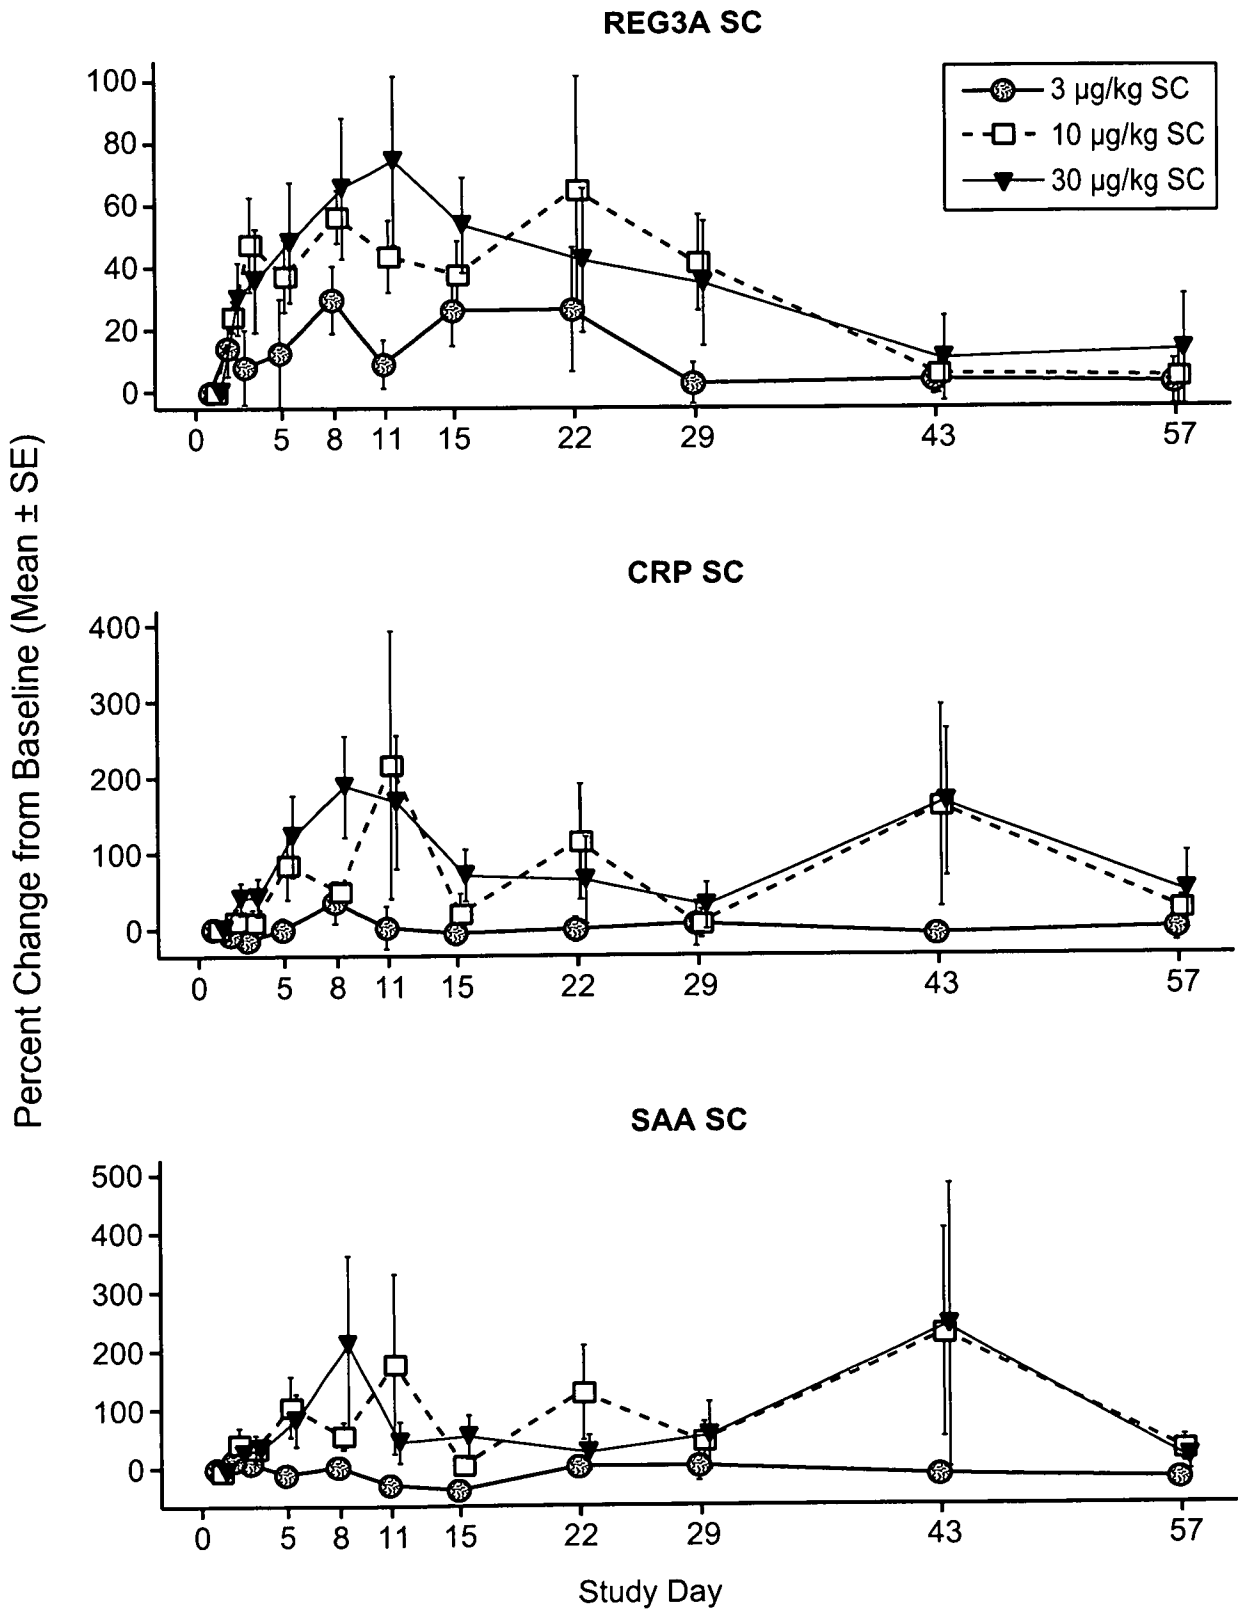 REG3A SC
3 µg/kg SC
10 µg/kg SC
30 µg/kg SC
100
80
60
40
20
0
0 5 8 11 15 22 29 43 57
Percent Change from Baseline (Mean ± SE)
CRP SC
400
300
200
100
0
0 5 8 11 15 22 29 43 57
SAA SC
500
400
300
200
100
0
0 5 8 11 15 22 29 43 57
Study Day